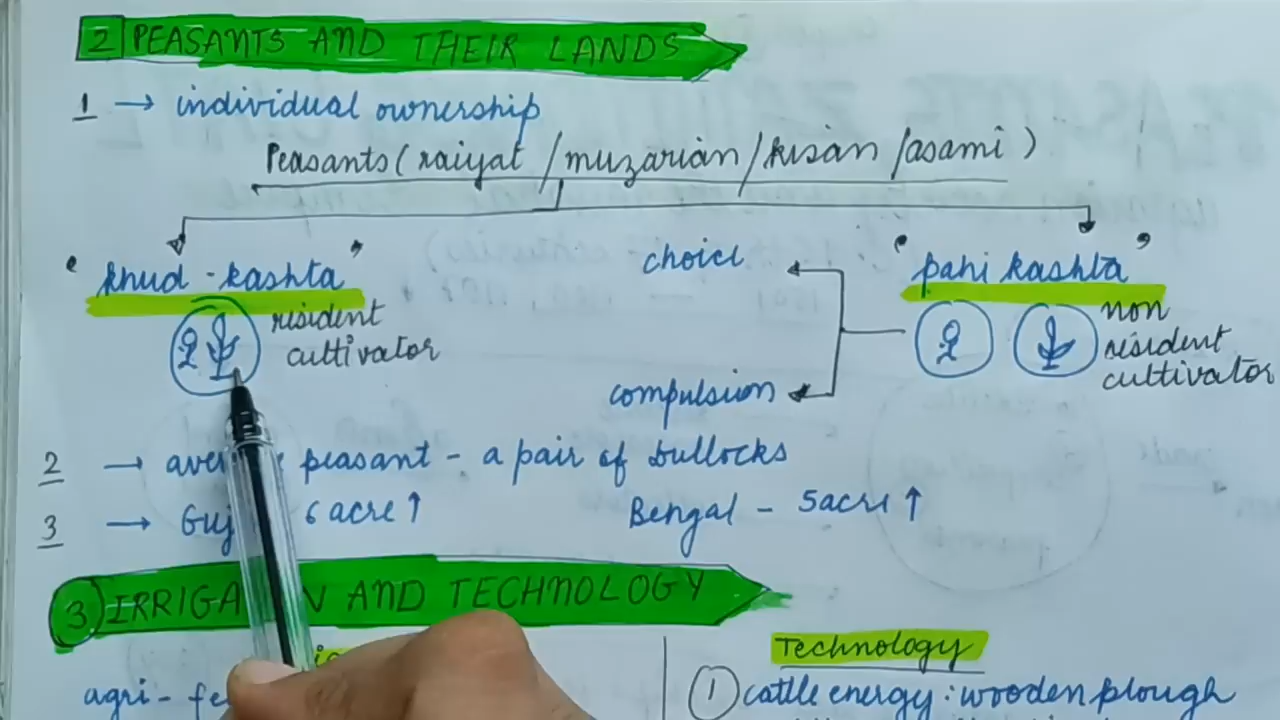 2 PEASANTS AND THEIR LANDS
1 → individual ownership
Peasants (raiyat / muzarian / kisan / asami)
"khud - kashta"
choice
"pahi kashta"
resident cultivator
non resident cultivator
compulsion
2 → peasant - a pair of bullocks
3 → Guj 6 acre ↑ Bengal - 5 acre ↑
3 IRRIGA AND TECHNOLOGY
Technology
agri -
1 cattle energy : wooden plough